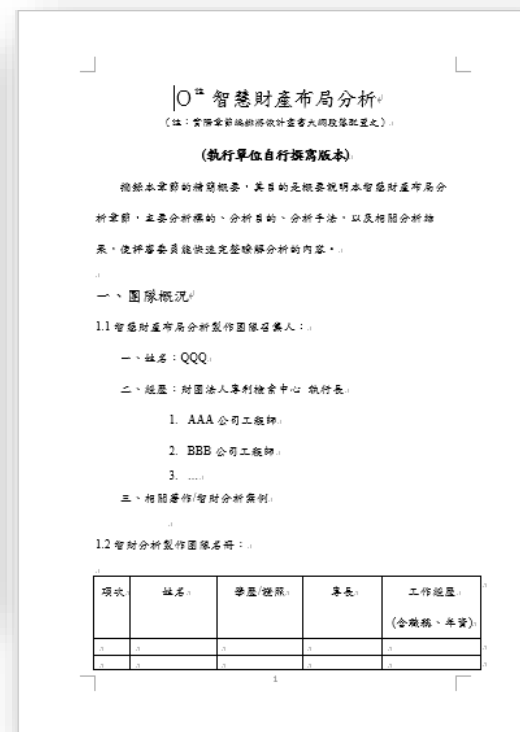 O註 智慧財產布局分析
(註：實際章節編排將依計畫書大綱段落配置之)
(執行單位自行撰寫版本)
摘錄本章節的精簡概要，其目的是概要說明本智慧財產布局分
析章節，主要分析標的、分析目的、分析手法，以及相關分析結
果，使評審委員能快速完整瞭解分析的內容。
一、團隊概況
1.1 智慧財產布局分析製作團隊召集人：
一、姓名：QQQ
二、經歷：財團法人專利檢索中心 執行長
1. AAA 公司工程師
2. BBB 公司工程師
3. ....
三、相關著作/智財分析案例
1.2 智財分析製作團隊名冊：
項次 姓名 學歷/證照 專長 工作經歷
(含職稱、年資)
1